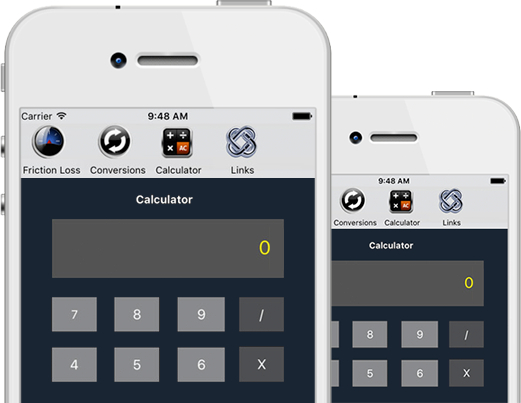 Carrier 9:48 AM
Friction Loss Conversions Calculator Links
Calculator
0
7 8 9 /
4 5 6 X
9:48 AM
Conversions Calculator Links
Calculator
0
8 9 /
5 6 X